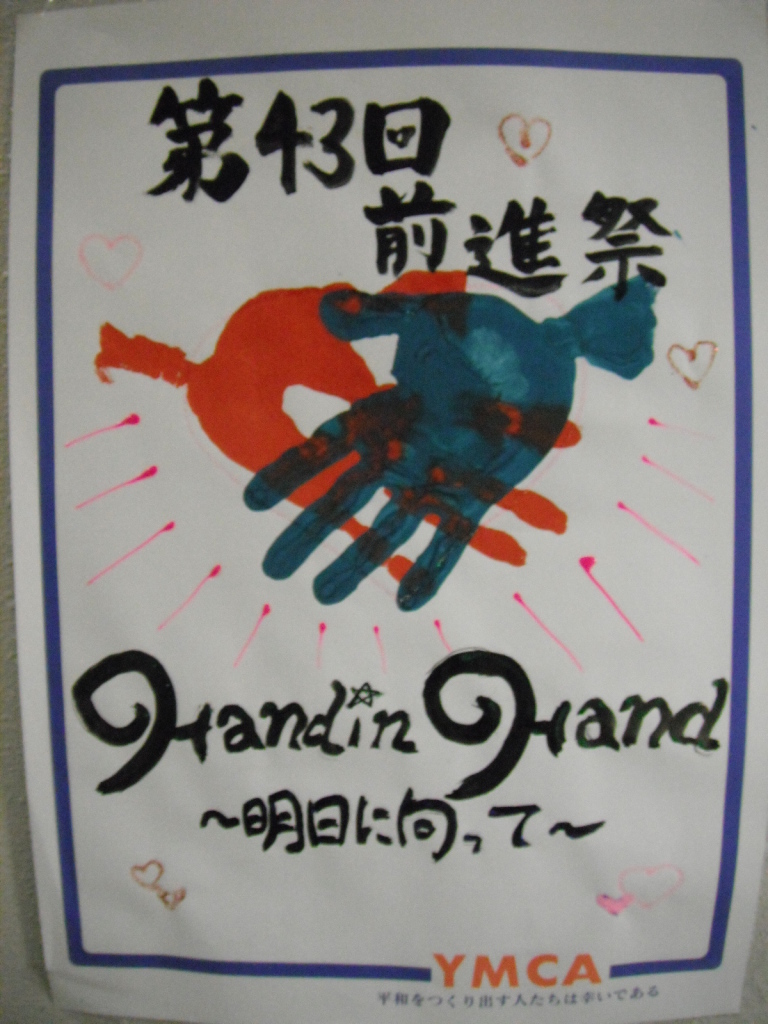 第43回
前進祭
Hand in Hand
～明日に向って～
YMCA
平和をつくり出す人たちは幸いである